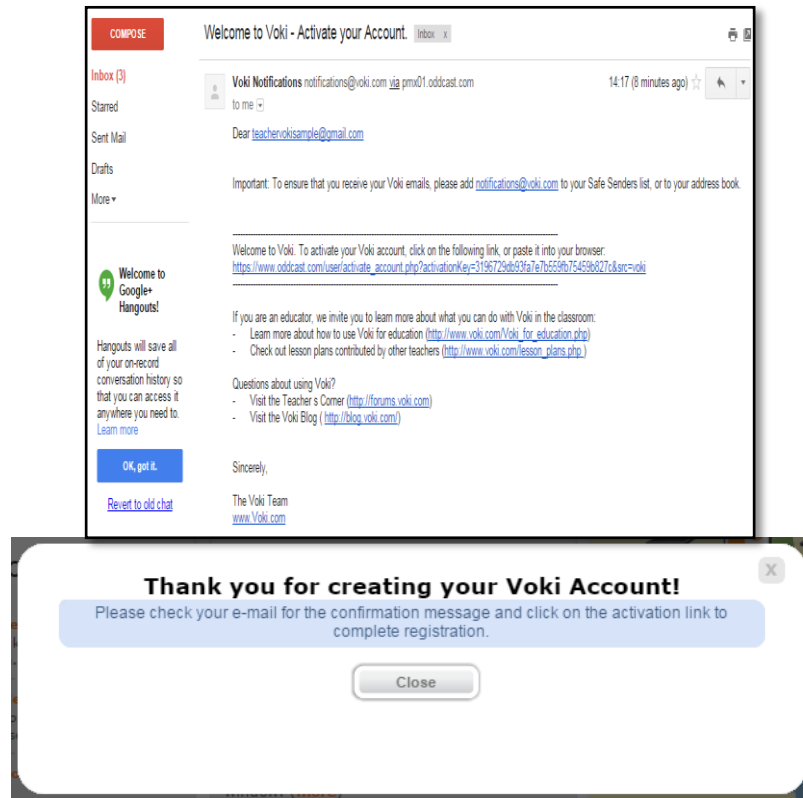 COMPOSE
Welcome to Voki - Activate your Account. Inbox x
Inbox (3)
Starred
Sent Mail
Drafts
More
Voki Notifications notifications@voki.com via pmx01.oddcast.com 14:17 (8 minutes ago)
to me
Dear teachervokisample@gmail.com
Important: To ensure that you receive your Voki emails, please add notifications@voki.com to your Safe Senders list, or to your address book.
Welcome to Voki. To activate your Voki account, click on the following link, or paste it into your browser:
https://www.oddcast.com/user/activate_account.php?activationKey=3196729db93fa7e7b559fb75459b827c&src=voki
If you are an educator, we invite you to learn more about what you can do with Voki in the classroom:
- Learn more about how to use Voki for education (http://www.voki.com/Voki_for_education.php)
- Check out lesson plans contributed by other teachers (http://www.voki.com/lesson_plans.php )
Questions about using Voki?
- Visit the Teacher s Corner (http://forums.voki.com)
- Visit the Voki Blog ( http://blog.voki.com/)
Sincerely,
The Voki Team
www.Voki.com
Welcome to
Google+
Hangouts!
Hangouts will save all
of your on-record
conversation history so
that you can access it
anywhere you need to.
Learn more
OK, got it.
Revert to old chat
X
Thank you for creating your Voki Account!
Please check your e-mail for the confirmation message and click on the activation link to
complete registration.
Close